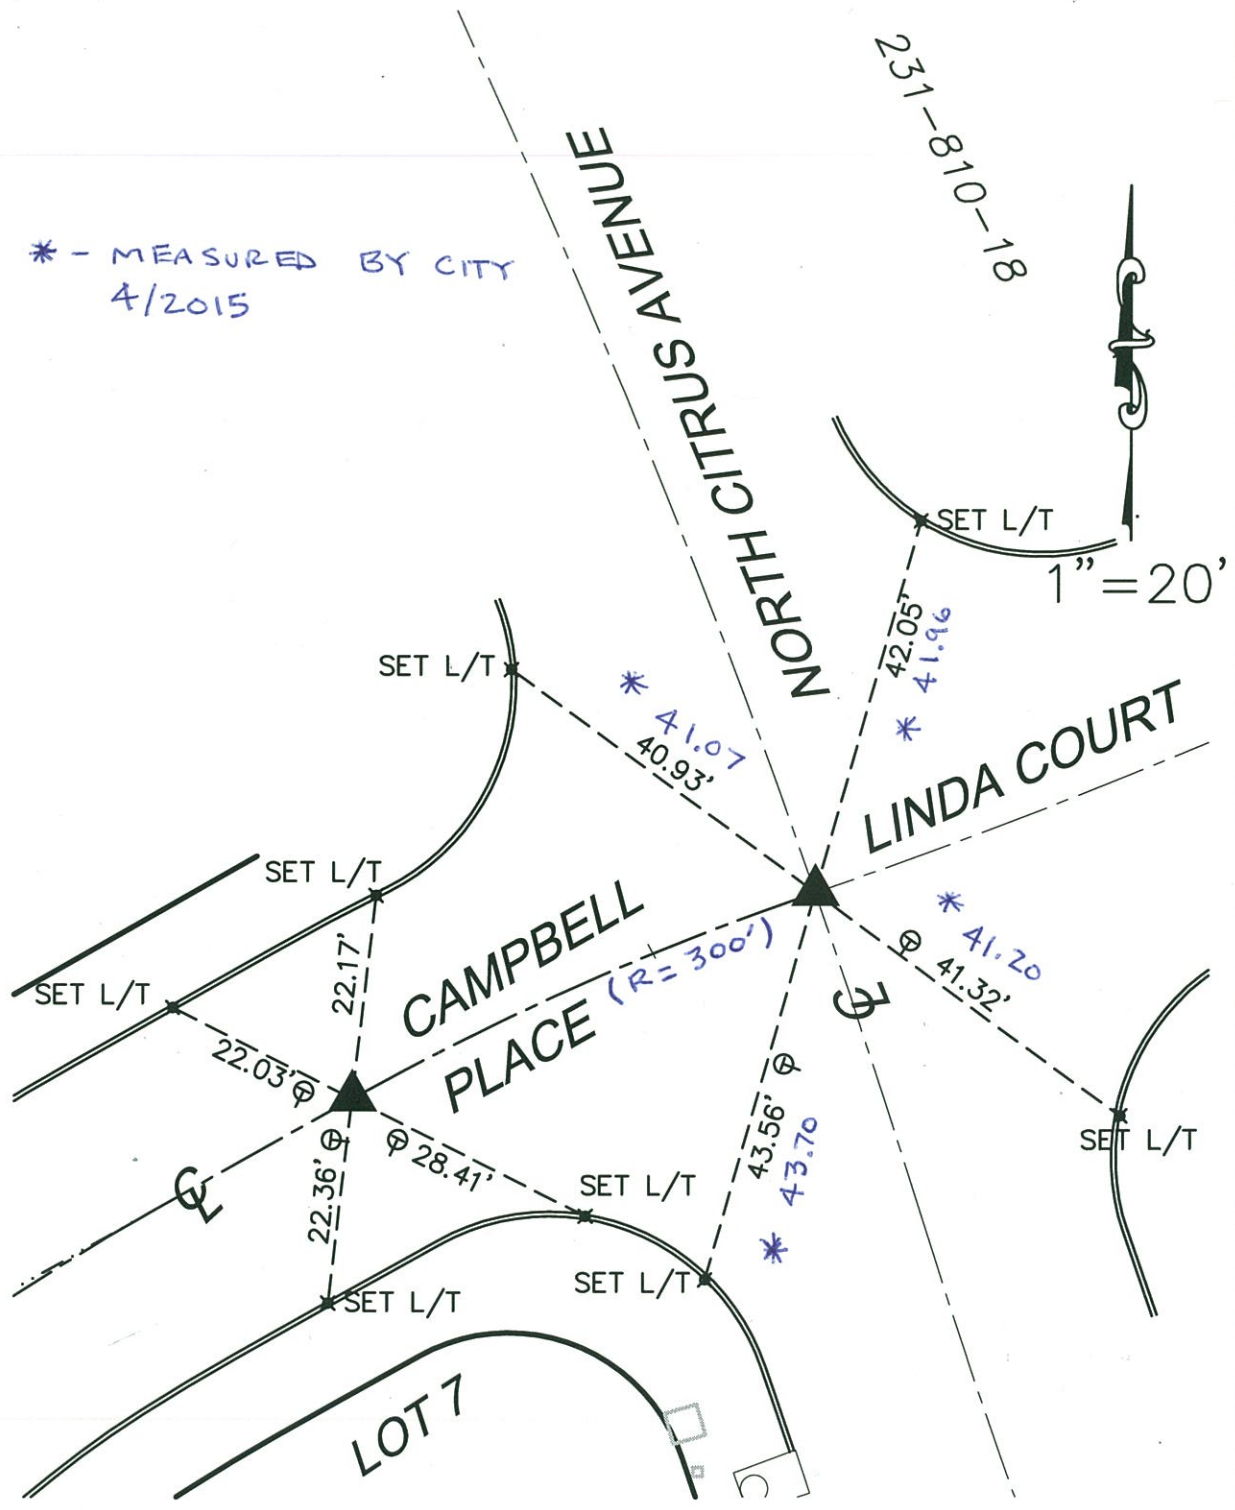 231-810-18
NORTH CITRUS AVENUE
* - MEASURED BY CITY
4/2015
SET L/T
1"=20'
42.05'
41.96
*
SET L/T
*
41.07
40.93'
LINDA COURT
SET L/T
CAMPBELL
PLACE (R=300')
*
41.20
41.32'
SET L/T
22.17'
22.03'
℄
22.36'
28.41'
43.56'
43.70
*
℄
SET L/T
SET L/T
SET L/T
SET L/T
LOT 7